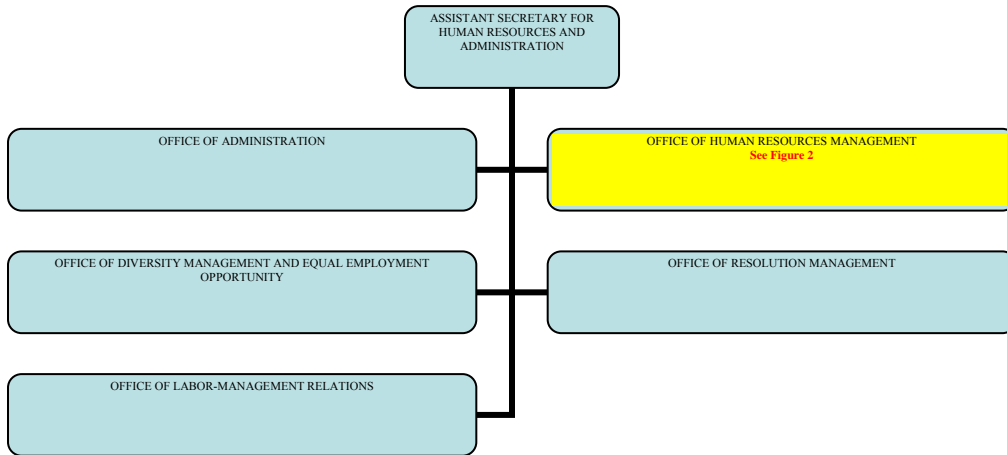 ASSISTANT SECRETARY FOR
HUMAN RESOURCES AND
ADMINISTRATION
OFFICE OF ADMINISTRATION
OFFICE OF HUMAN RESOURCES MANAGEMENT
See Figure 2
OFFICE OF DIVERSITY MANAGEMENT AND EQUAL EMPLOYMENT
OPPORTUNITY
OFFICE OF RESOLUTION MANAGEMENT
OFFICE OF LABOR-MANAGEMENT RELATIONS